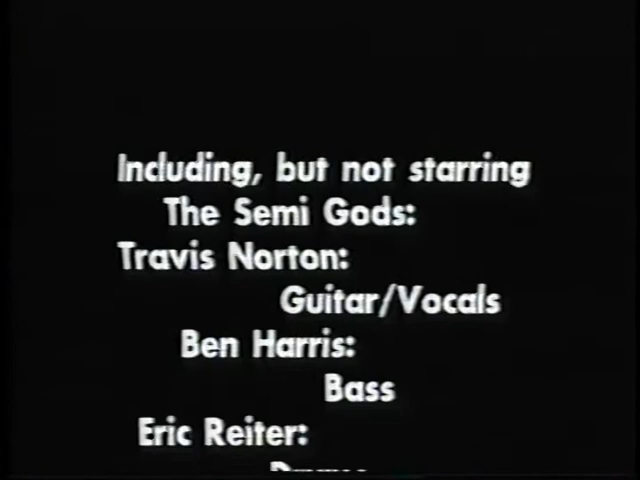 Including, but not starring
The Semi Gods:
Travis Norton:
Guitar/Vocals
Ben Harris:
Bass
Eric Reiter: